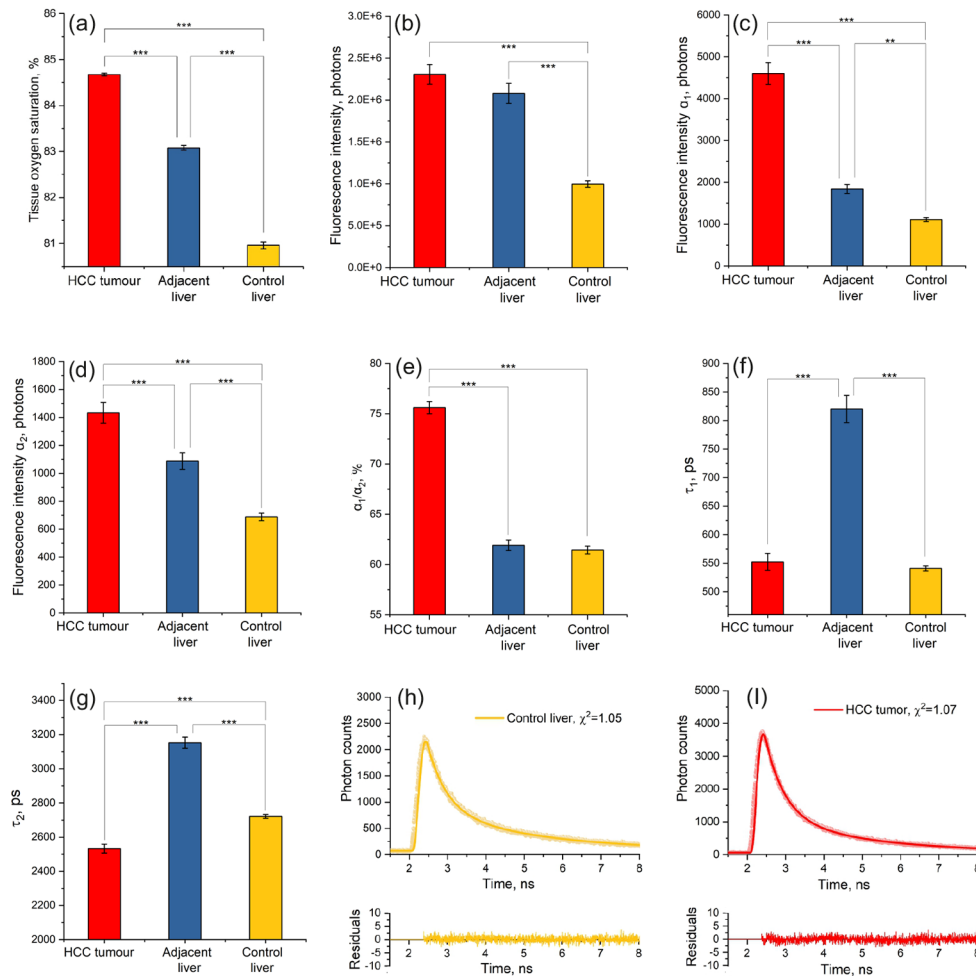 (a)
Tissue oxygen saturation, %
86
85
84
83
82
81
***
***
***
HCC tumour
Adjacent liver
Control liver
(b)
Fluorescence intensity, photons
3.0E+6
2.5E+6
2.0E+6
1.5E+6
1.0E+6
5.0E+5
0.0E+0
***
***
HCC tumour
Adjacent liver
Control liver
(c)
Fluorescence intensity α₁, photons
6000
5000
4000
3000
2000
1000
0
***
***
**
HCC tumour
Adjacent liver
Control liver
(d)
Fluorescence intensity α₂, photons
1800
1600
1400
1200
1000
800
600
400
200
0
***
***
***
HCC tumour
Adjacent liver
Control liver
(e)
α₁/α₂, %
80
75
70
65
60
55
***
***
HCC tumour
Adjacent liver
Control liver
(f)
τ₁, ps
900
850
800
750
700
650
600
550
500
***
***
HCC tumour
Adjacent liver
Control liver
(g)
τ₂, ps
3400
3200
3000
2800
2600
2400
2200
2000
***
***
***
HCC tumour
Adjacent liver
Control liver
(h)
Control liver, χ²=1.05
Photon counts
3000
2500
2000
1500
1000
500
0
2 3 4 5 6 7 8
Time, ns
Residuals
10
5
0
-5
-10
2 3 4 5 6 7 8
Time, ns
(I)
HCC tumor, χ²=1.07
Photon counts
5000
4000
3000
2000
1000
0
2 3 4 5 6 7 8
Time, ns
Residuals
10
5
0
-5
-10
2 3 4 5 6 7 8
Time, ns